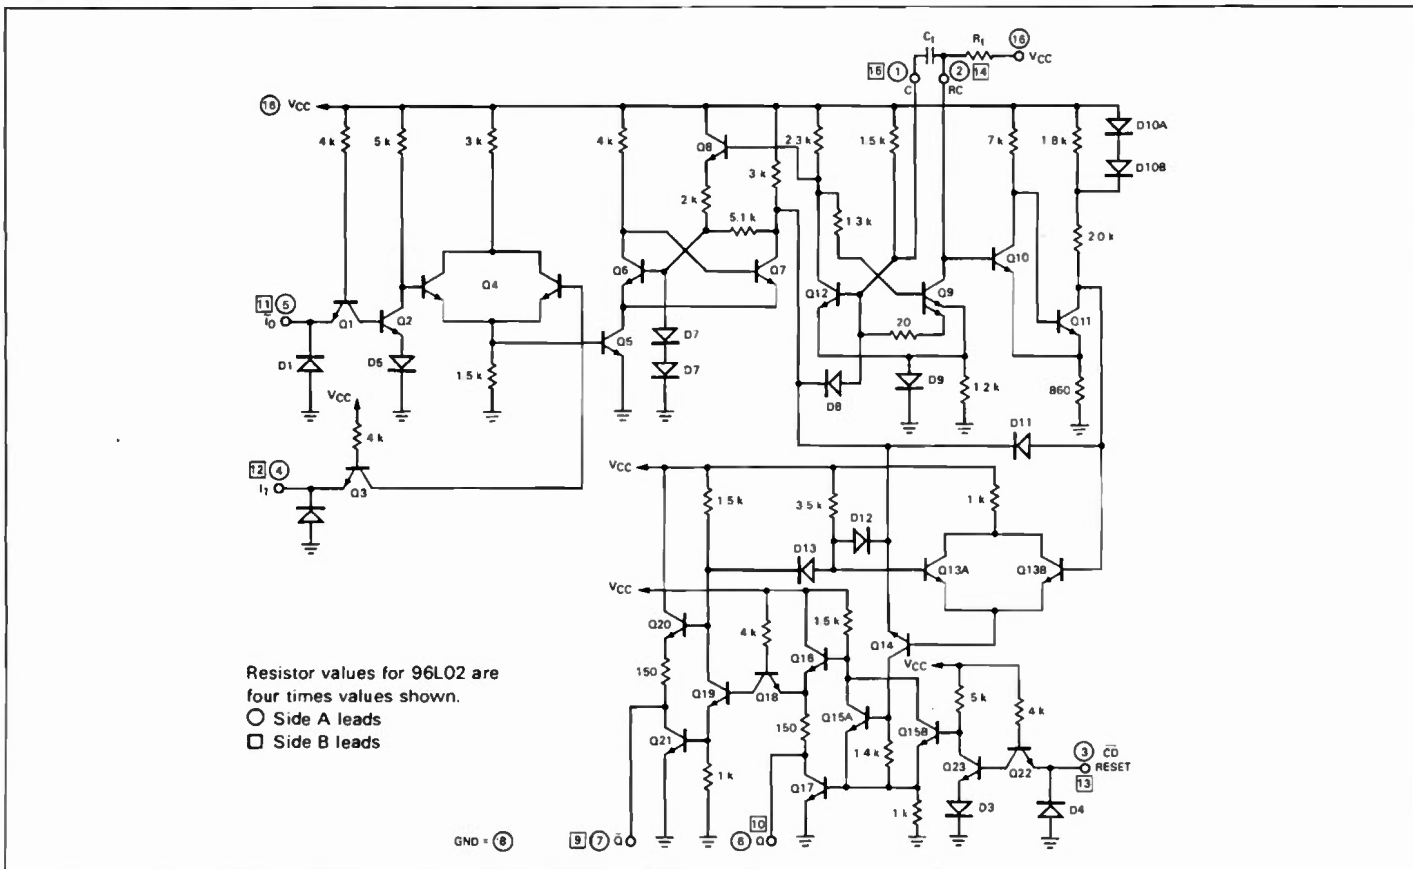 Ct Rt 16
VCC
15 1 2 14
C RC
16 VCC
4 k 5 k 3 k 4 k Q8 2.3 k 1.5 k 7 k 1.8 k D10A
D10B
3 k
2 k 1.3 k
5.1 k 2.0 k
Q4 Q6 Q7 Q12 Q9 Q10
11 5
I0 Q1 Q2 20 Q11
D1 D5 1.5 k Q5 D7
D7 D8 D9 1.2 k 860
VCC
4 k D11
12 4 VCC
I1 Q3 1.5 k 3.5 k 1 k
D12
D13 Q13A Q13B
VCC
Q20 4 k 1.5 k
Q16 Q14
VCC
Resistor values for 96L02 are
four times values shown.
○ Side A leads
□ Side B leads
150 Q19 Q18 5 k 4 k
150 Q15A Q15B
Q21 1.4 k Q23 Q22 3 CD
RESET
13
1 k Q17 1 k D3 D4
10
GND = 8 9 7 Q̄ 6 Q